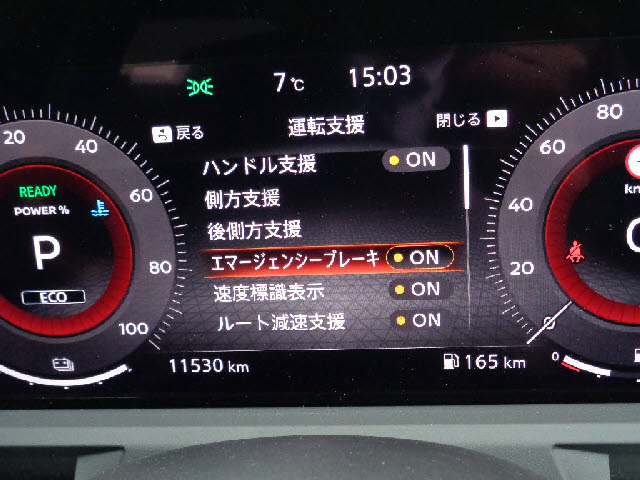 7℃ 15:03
戻る 運転支援 閉じる
ハンドル支援 ON
側方支援
後側方支援
エマージェンシーブレーキ ON
速度標識表示 ON
ルート減速支援 ON
20 40 60 80 100
READY
POWER %
P
ECO
0 20 40 60 80
km
0
11530 km
165 km